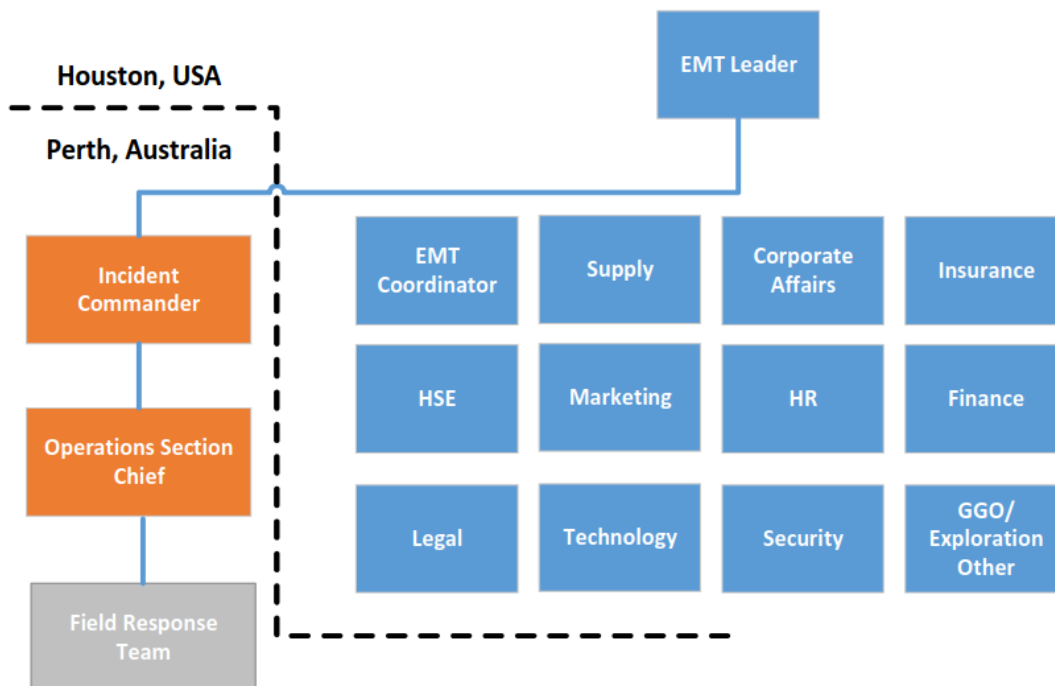 Houston, USA
EMT Leader
Perth, Australia
Incident
Commander
EMT
Coordinator
Supply
Corporate
Affairs
Insurance
HSE
Marketing
HR
Finance
Operations Section
Chief
Legal
Technology
Security
GGO/
Exploration
Other
Field Response
Team